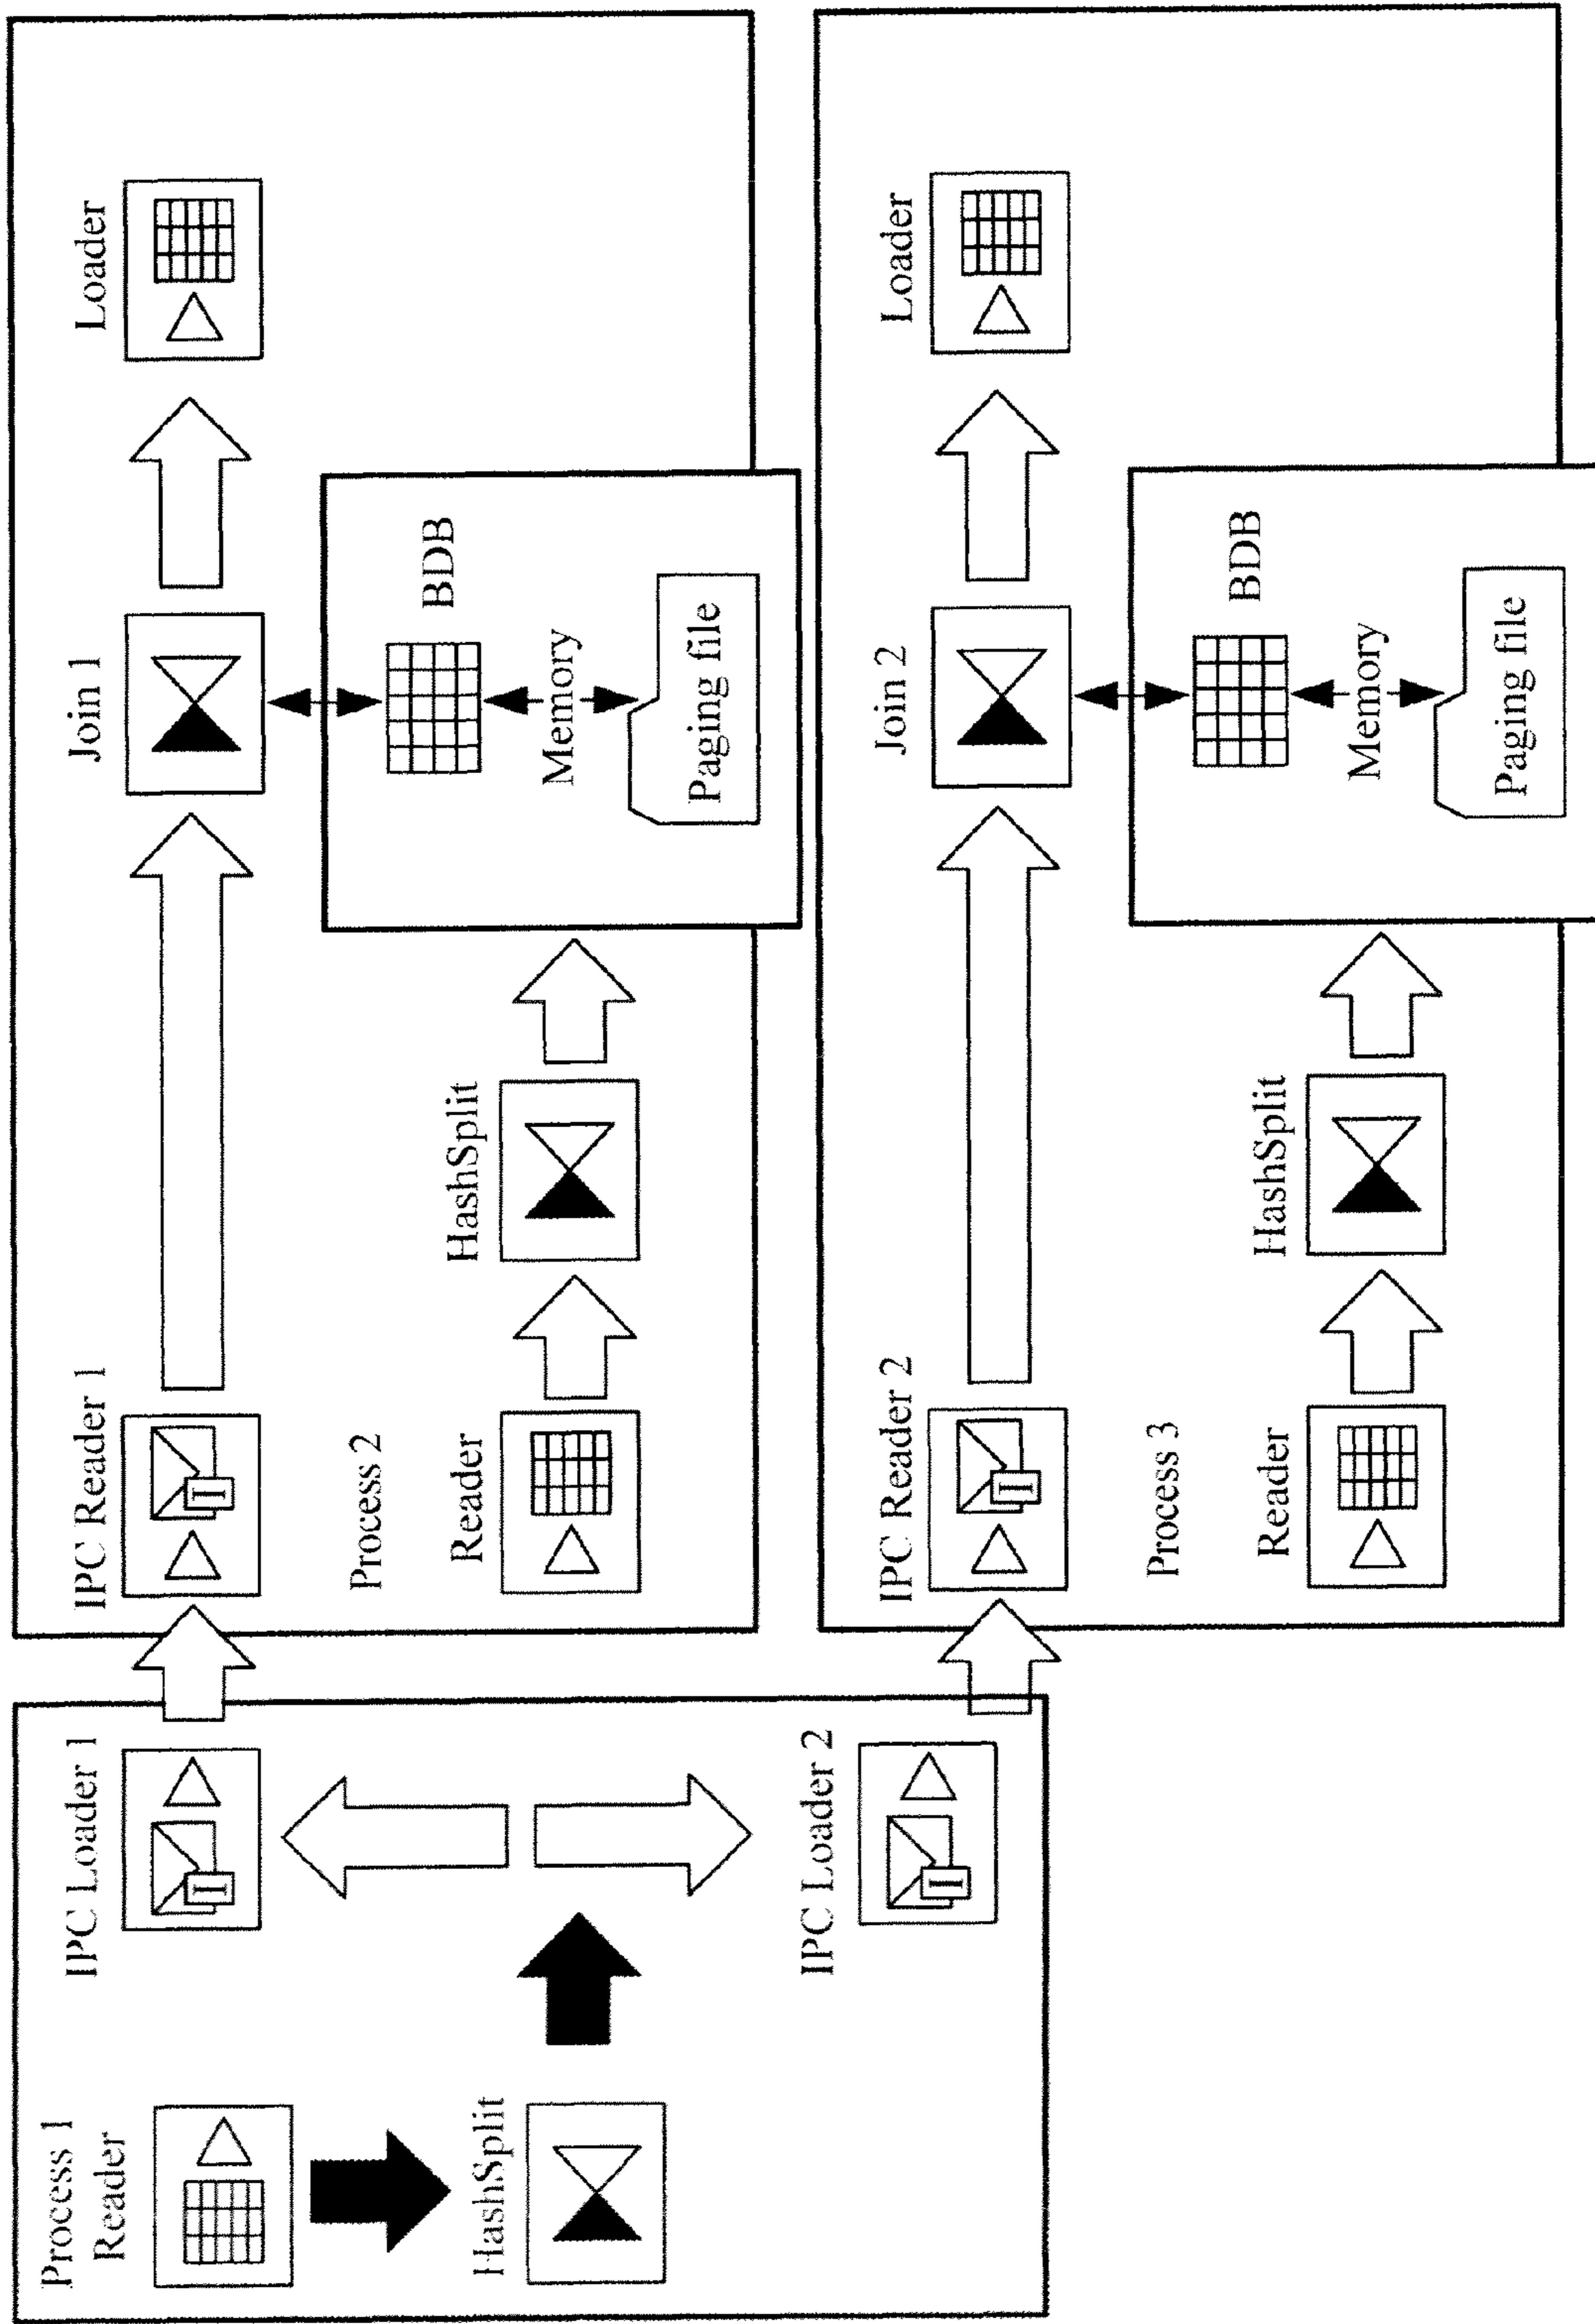 Process 1
Reader
HashSplit
IPC Loader 1
I
IPC Loader 2
I
IPC Reader 1
I
Process 2
Reader
HashSplit
Join 1
BDB
Memory
Paging file
Loader
IPC Reader 2
I
Process 3
Reader
HashSplit
Join 2
BDB
Memory
Paging file
Loader